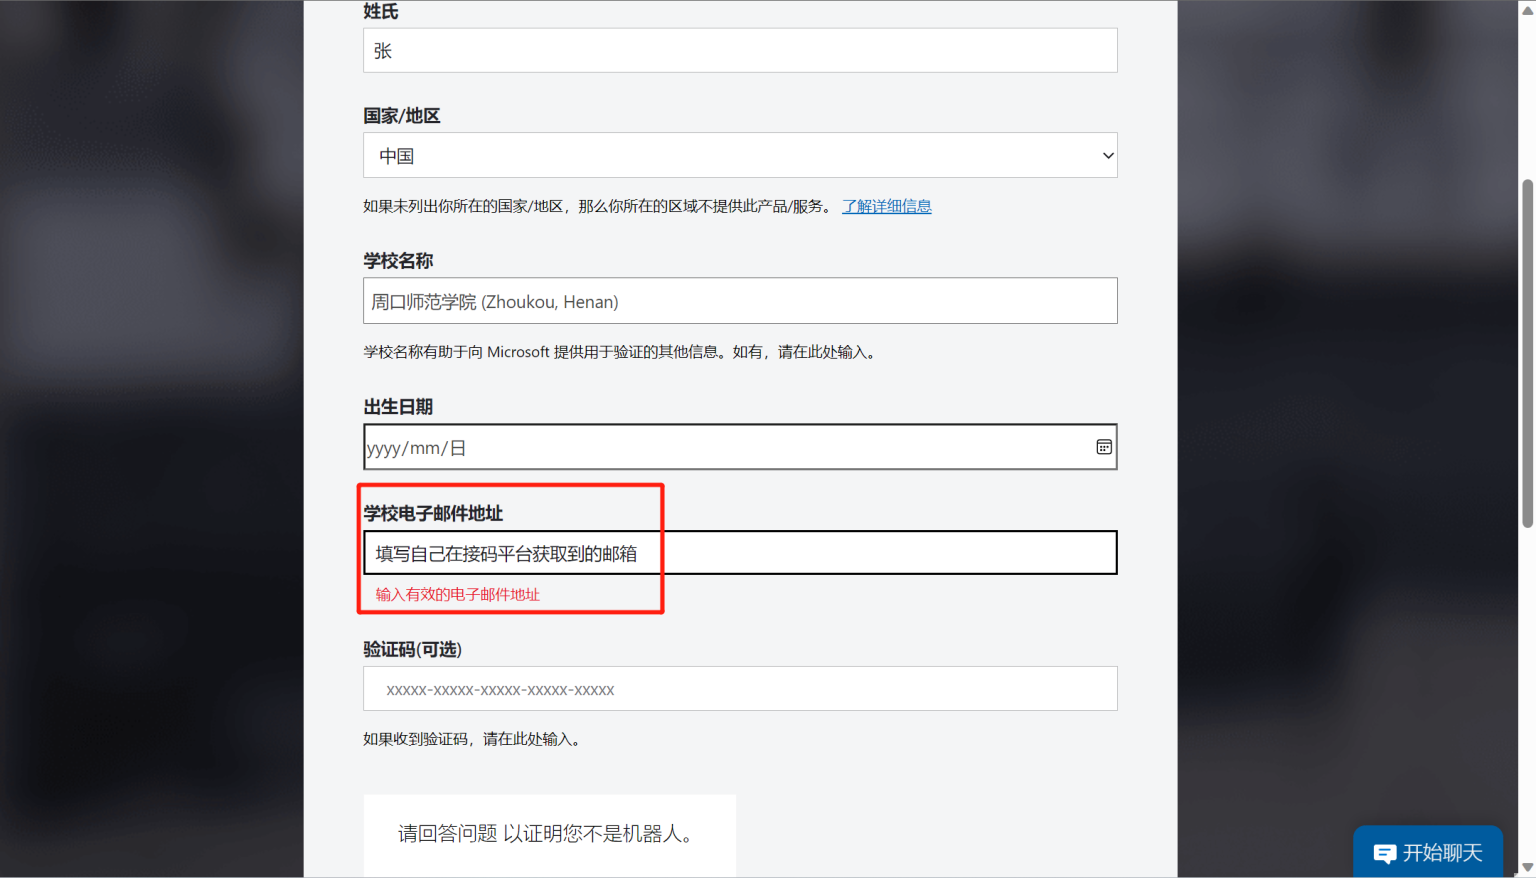 姓氏
张
国家/地区
中国
如果未列出你所在的国家/地区，那么你所在的区域不提供此产品/服务。 了解详细信息
学校名称
周口师范学院 (Zhoukou, Henan)
学校名称有助于向 Microsoft 提供用于验证的其他信息。如有，请在此处输入。
出生日期
yyyy/mm/日
学校电子邮件地址
填写自己在接码平台获取到的邮箱
输入有效的电子邮件地址
验证码(可选)
xxxxx-xxxxx-xxxxx-xxxxx-xxxxx
如果收到验证码，请在此处输入。
请回答问题 以证明您不是机器人。
开始聊天